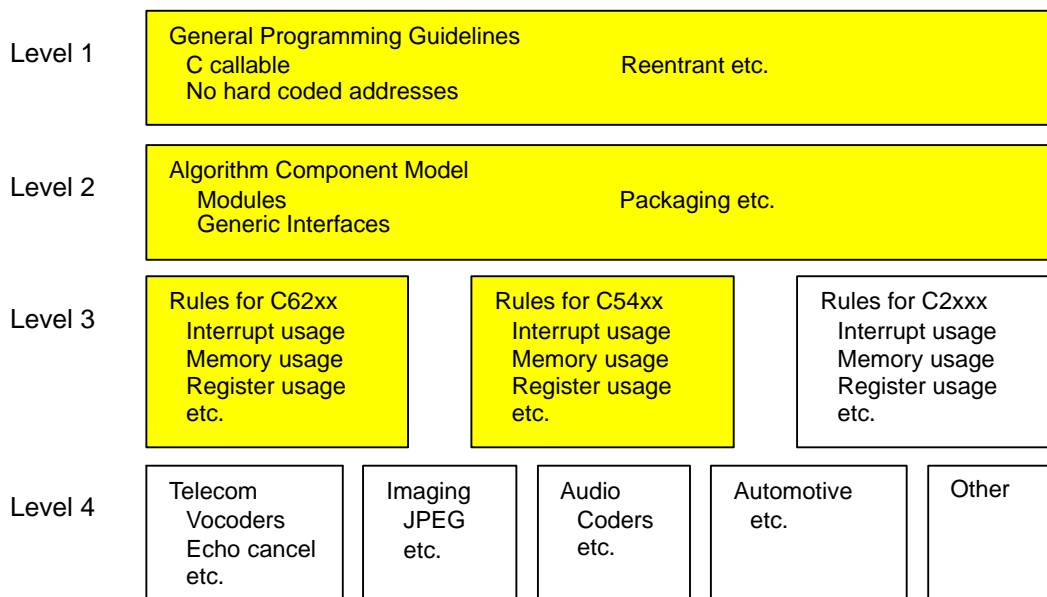 Level 1
General Programming Guidelines
C callable
Reentrant etc.
No hard coded addresses
Level 2
Algorithm Component Model
Modules
Packaging etc.
Generic Interfaces
Level 3
Rules for C62xx
Interrupt usage
Memory usage
Register usage
etc.
Rules for C54xx
Interrupt usage
Memory usage
Register usage
etc.
Rules for C2xxx
Interrupt usage
Memory usage
Register usage
etc.
Level 4
Telecom
Vocoders
Echo cancel
etc.
Imaging
JPEG
etc.
Audio
Coders
etc.
Automotive
etc.
Other